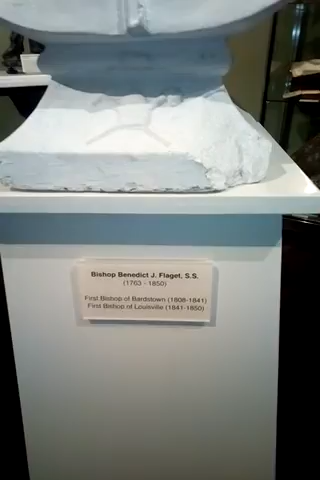 Bishop Benedict J. Flaget, S.S.
(1763 - 1850)
First Bishop of Bardstown (1808-1841)
First Bishop of Louisville (1841-1850)